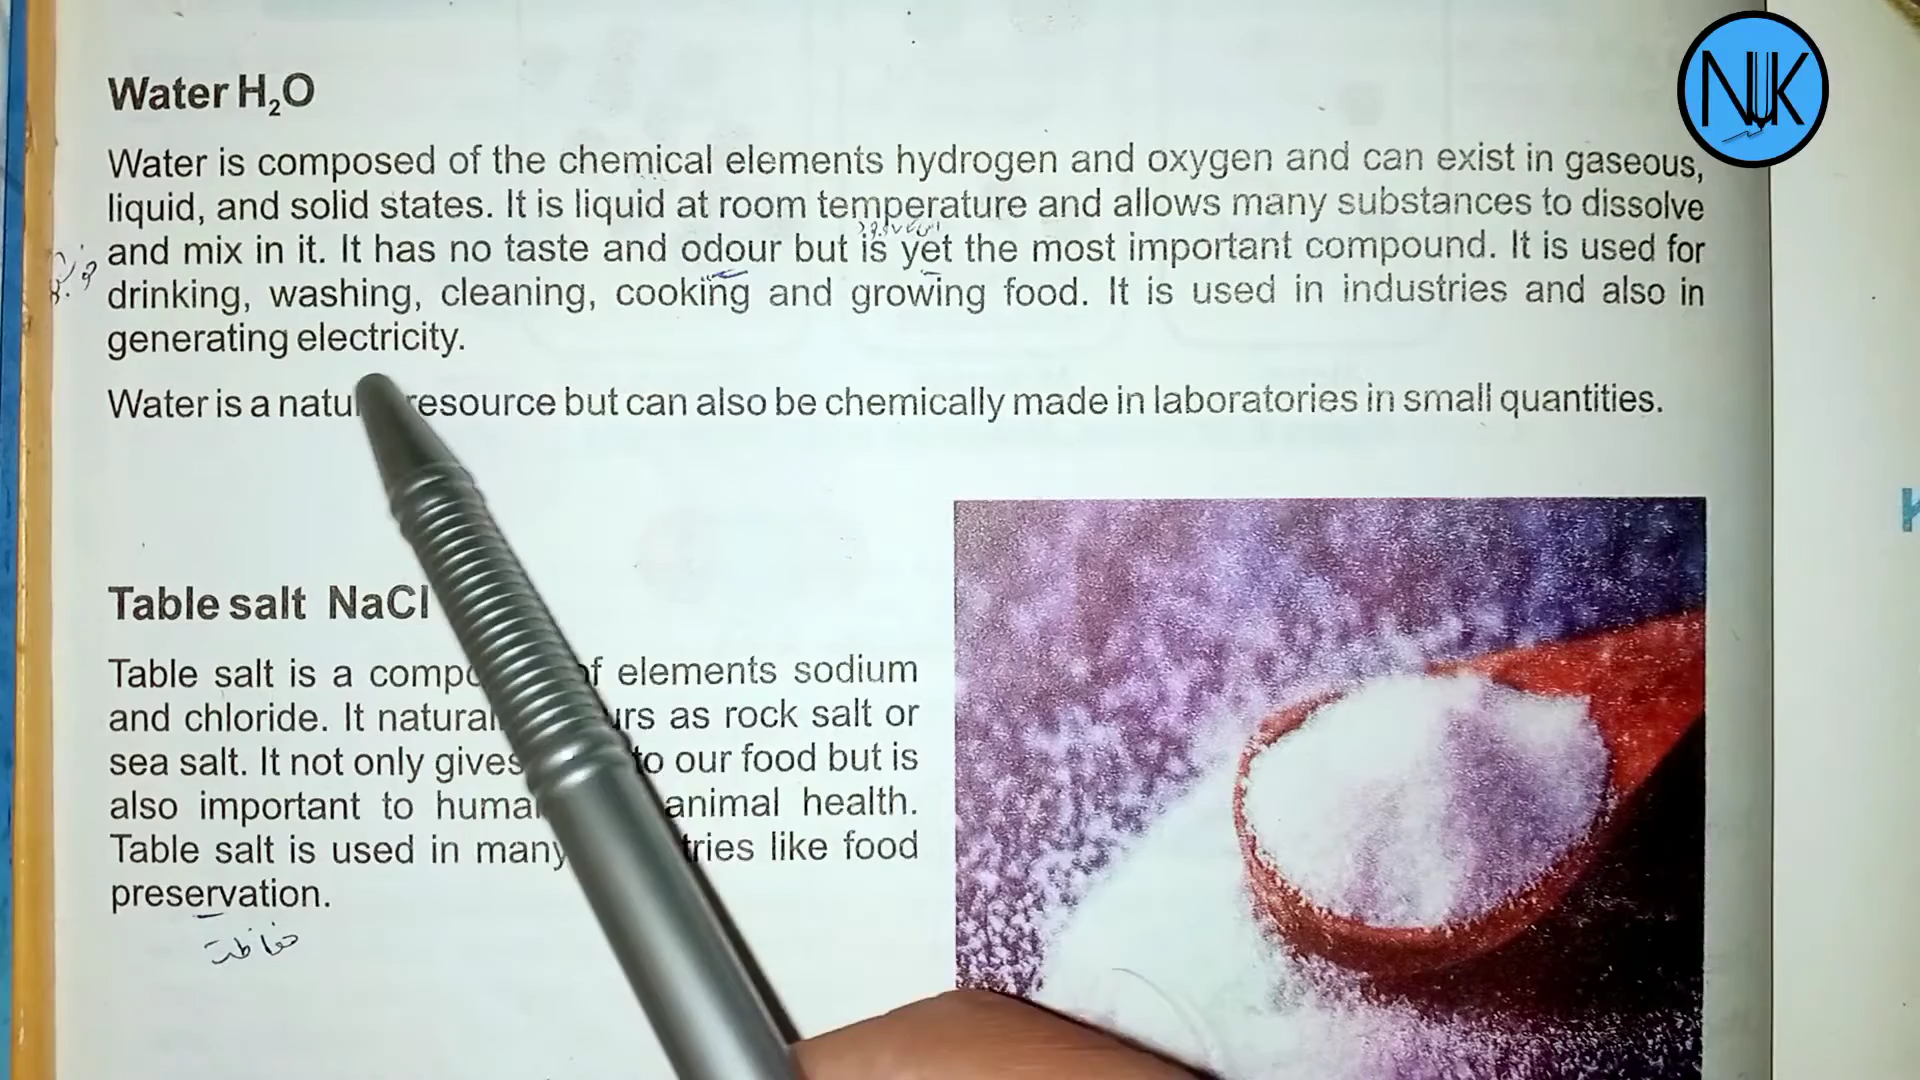 NUK
Water H₂O
Water is composed of the chemical elements hydrogen and oxygen and can exist in gaseous,
liquid, and solid states. It is liquid at room temperature and allows many substances to dissolve
and mix in it. It has no taste and odour but is yet the most important compound. It is used for
drinking, washing, cleaning, cooking and growing food. It is used in industries and also in
generating electricity.
Water is a natu resource but can also be chemically made in laboratories in small quantities.
Table salt NaCl
Table salt is a compo of elements sodium
and chloride. It natural urs as rock salt or
sea salt. It not only gives to our food but is
also important to huma animal health.
Table salt is used in many tries like food
preservation.
حفاظت